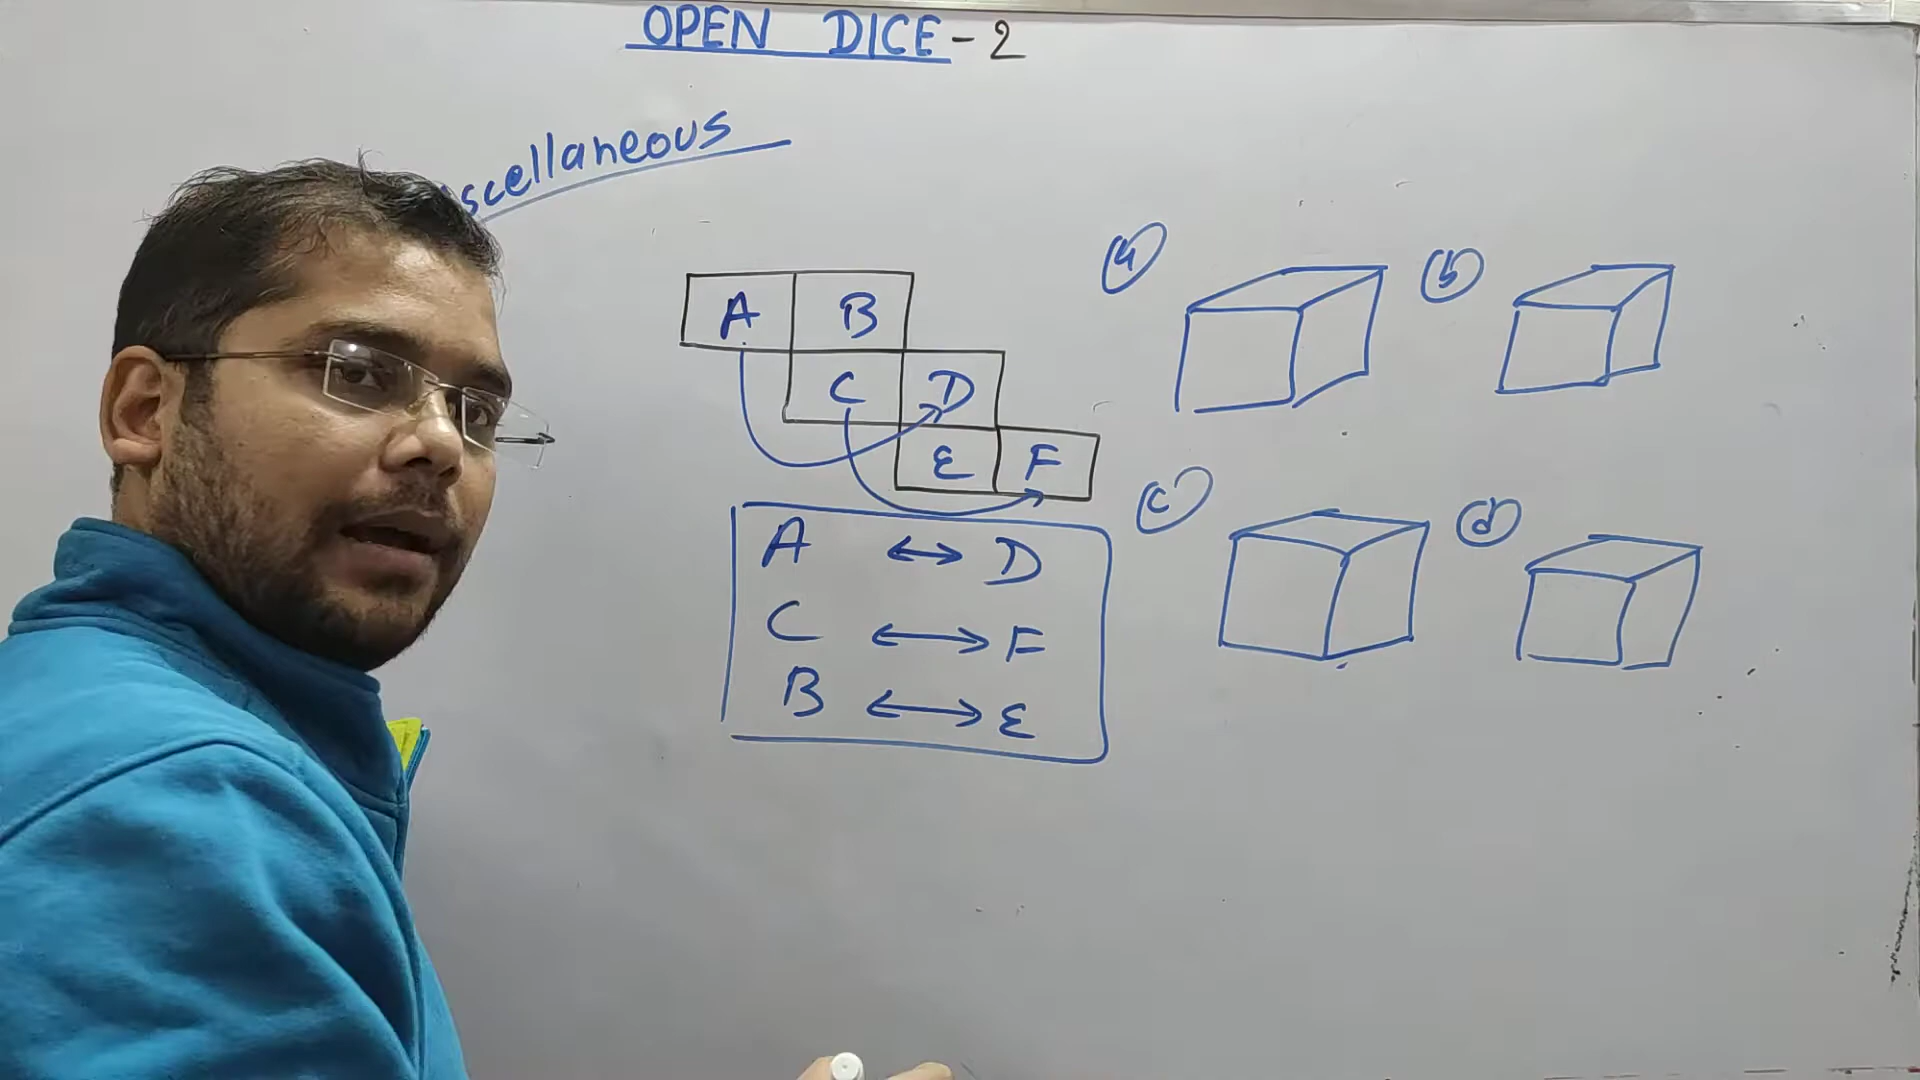 OPEN DICE - 2
scellaneous
A B
C D
E F
A ↔ D
C ↔ F
B ↔ E
a b
c d